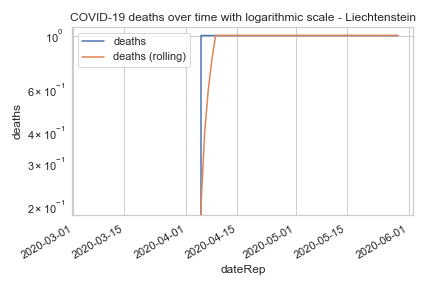 COVID-19 deaths over time with logarithmic scale - Liechtenstein
10⁰
deaths
deaths (rolling)
6 × 10⁻¹
4 × 10⁻¹
3 × 10⁻¹
2 × 10⁻¹
deaths
2020-03-01
2020-03-15
2020-04-01
2020-04-15
2020-05-01
2020-05-15
2020-06-01
dateRep